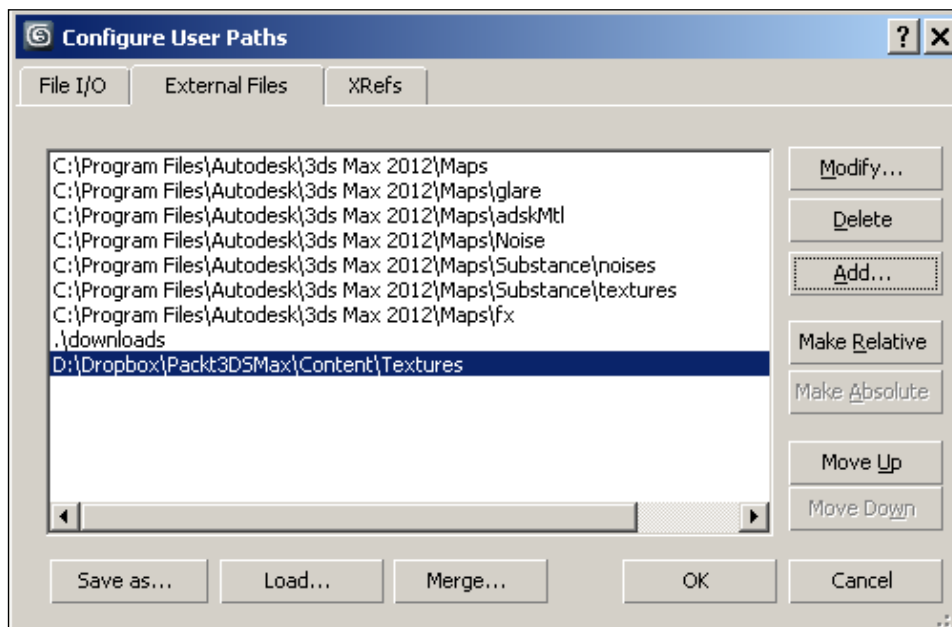 Configure User Paths
File I/O
External Files
XRefs
C:\Program Files\Autodesk\3ds Max 2012\Maps
C:\Program Files\Autodesk\3ds Max 2012\Maps\glare
C:\Program Files\Autodesk\3ds Max 2012\Maps\adskMtl
C:\Program Files\Autodesk\3ds Max 2012\Maps\Noise
C:\Program Files\Autodesk\3ds Max 2012\Maps\Substance\noises
C:\Program Files\Autodesk\3ds Max 2012\Maps\Substance\textures
C:\Program Files\Autodesk\3ds Max 2012\Maps\fx
.\downloads
D:\Dropbox\Packt3DSMax\Content\Textures
Modify...
Delete
Add...
Make Relative
Make Absolute
Move Up
Move Down
Save as...
Load...
Merge...
OK
Cancel